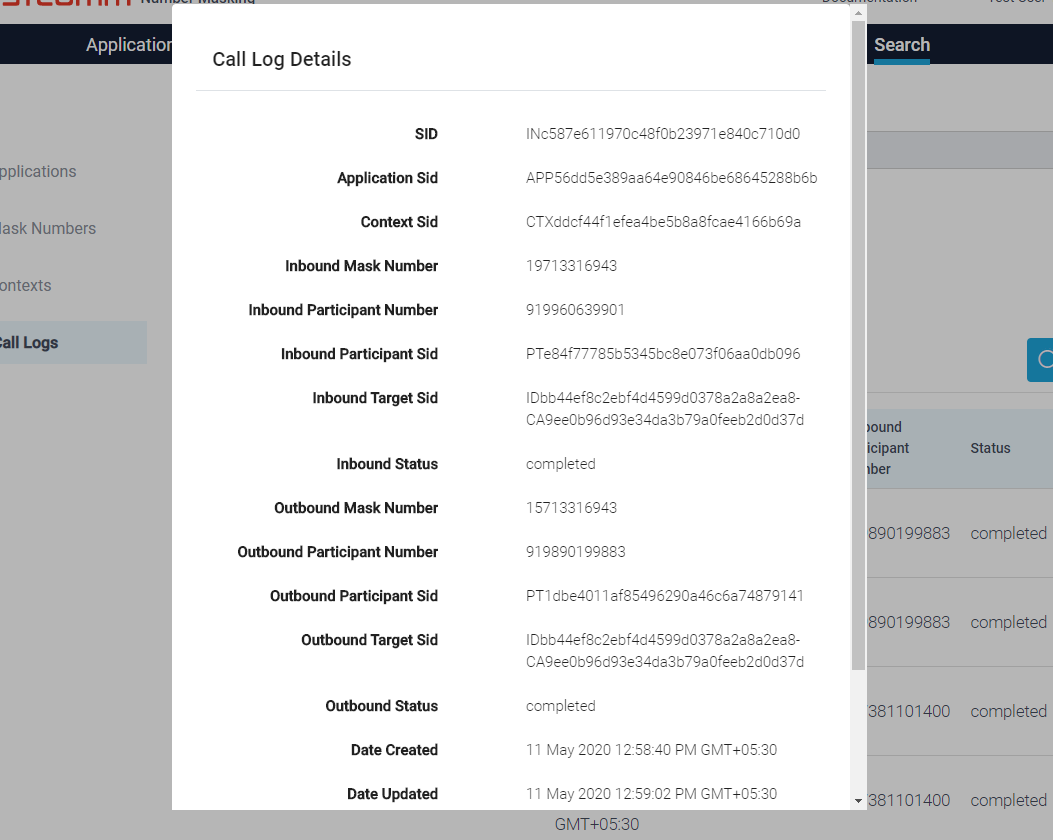 Number Masking
Documentation
Test User
Application
Search
Call Log Details
SID INc587e611970c48f0b23971e840c710d0
Application Sid APP56dd5e389aa64e90846be68645288b6b
Context Sid CTXddcf44f1efea4be5b8a8fcae4166b69a
Inbound Mask Number 19713316943
Inbound Participant Number 919960639901
Inbound Participant Sid PTe84f77785b5345bc8e073f06aa0db096
Inbound Target Sid IDbb44ef8c2ebf4d4599d0378a2a8a2ea8-
CA9ee0b96d93e34da3b79a0feeb2d0d37d
Inbound Status completed
Outbound Mask Number 15713316943
Outbound Participant Number 919890199883
Outbound Participant Sid PT1dbe4011af85496290a46c6a74879141
Outbound Target Sid IDbb44ef8c2ebf4d4599d0378a2a8a2ea8-
CA9ee0b96d93e34da3b79a0feeb2d0d37d
Outbound Status completed
Date Created 11 May 2020 12:58:40 PM GMT+05:30
Date Updated 11 May 2020 12:59:02 PM GMT+05:30
GMT+05:30
pplications
ask Numbers
ontexts
Call Logs
bound
icipant
ber
Status
890199883 completed
890199883 completed
381101400 completed
381101400 completed